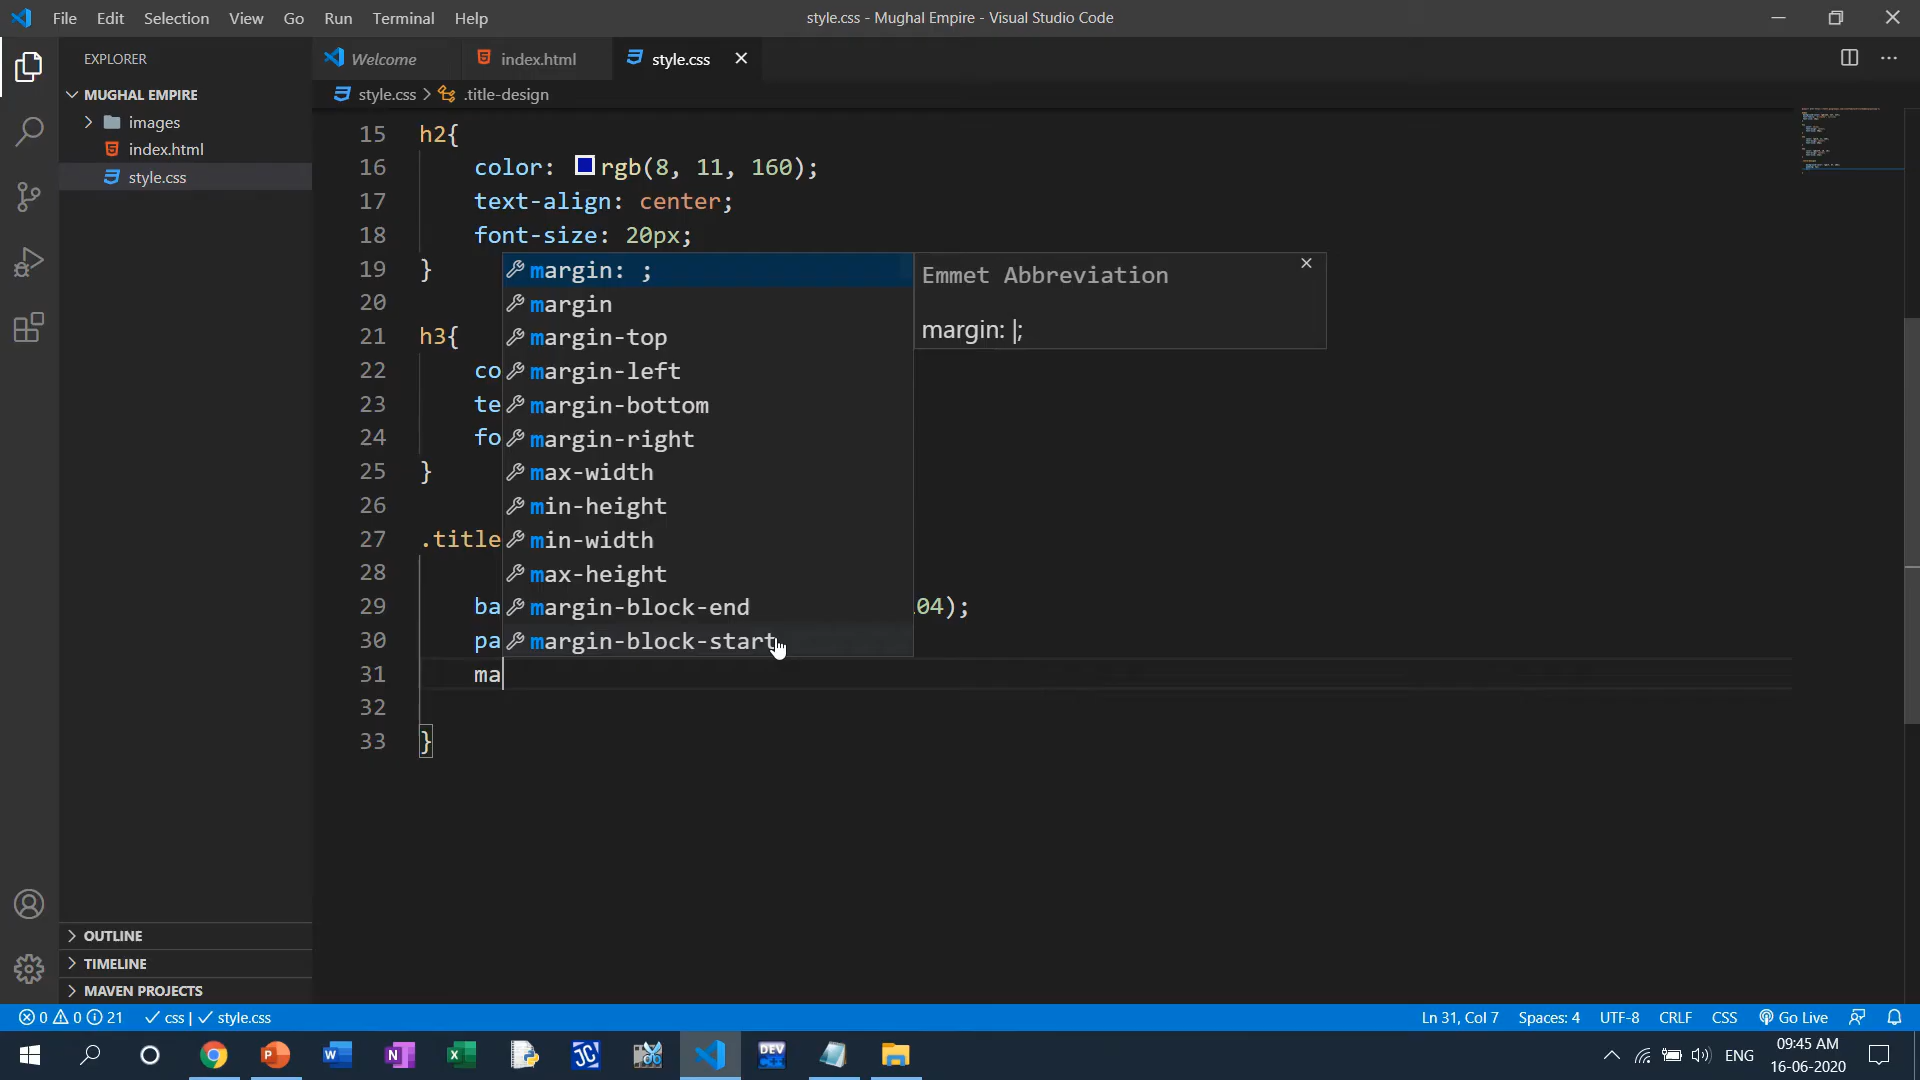 File Edit Selection View Go Run Terminal Help
style.css - Mughal Empire - Visual Studio Code
EXPLORER
MUGHAL EMPIRE
images
index.html
style.css
OUTLINE
TIMELINE
MAVEN PROJECTS
Welcome
index.html
style.css
style.css > .title-design
15 h2{
16 color: rgb(8, 11, 160);
17 text-align: center;
18 font-size: 20px;
19 }
20
21 h3{
22 co
23 te
24 fo
25 }
26
27 .title
28
29 ba 04);
30 pa
31 ma
32
33 }
margin: ;
margin
margin-top
margin-left
margin-bottom
margin-right
max-width
min-height
min-width
max-height
margin-block-end
margin-block-start
Emmet Abbreviation
margin: |;
0 0 21 css | style.css
Ln 31, Col 7 Spaces: 4 UTF-8 CRLF CSS Go Live
ENG
09:45 AM
16-06-2020